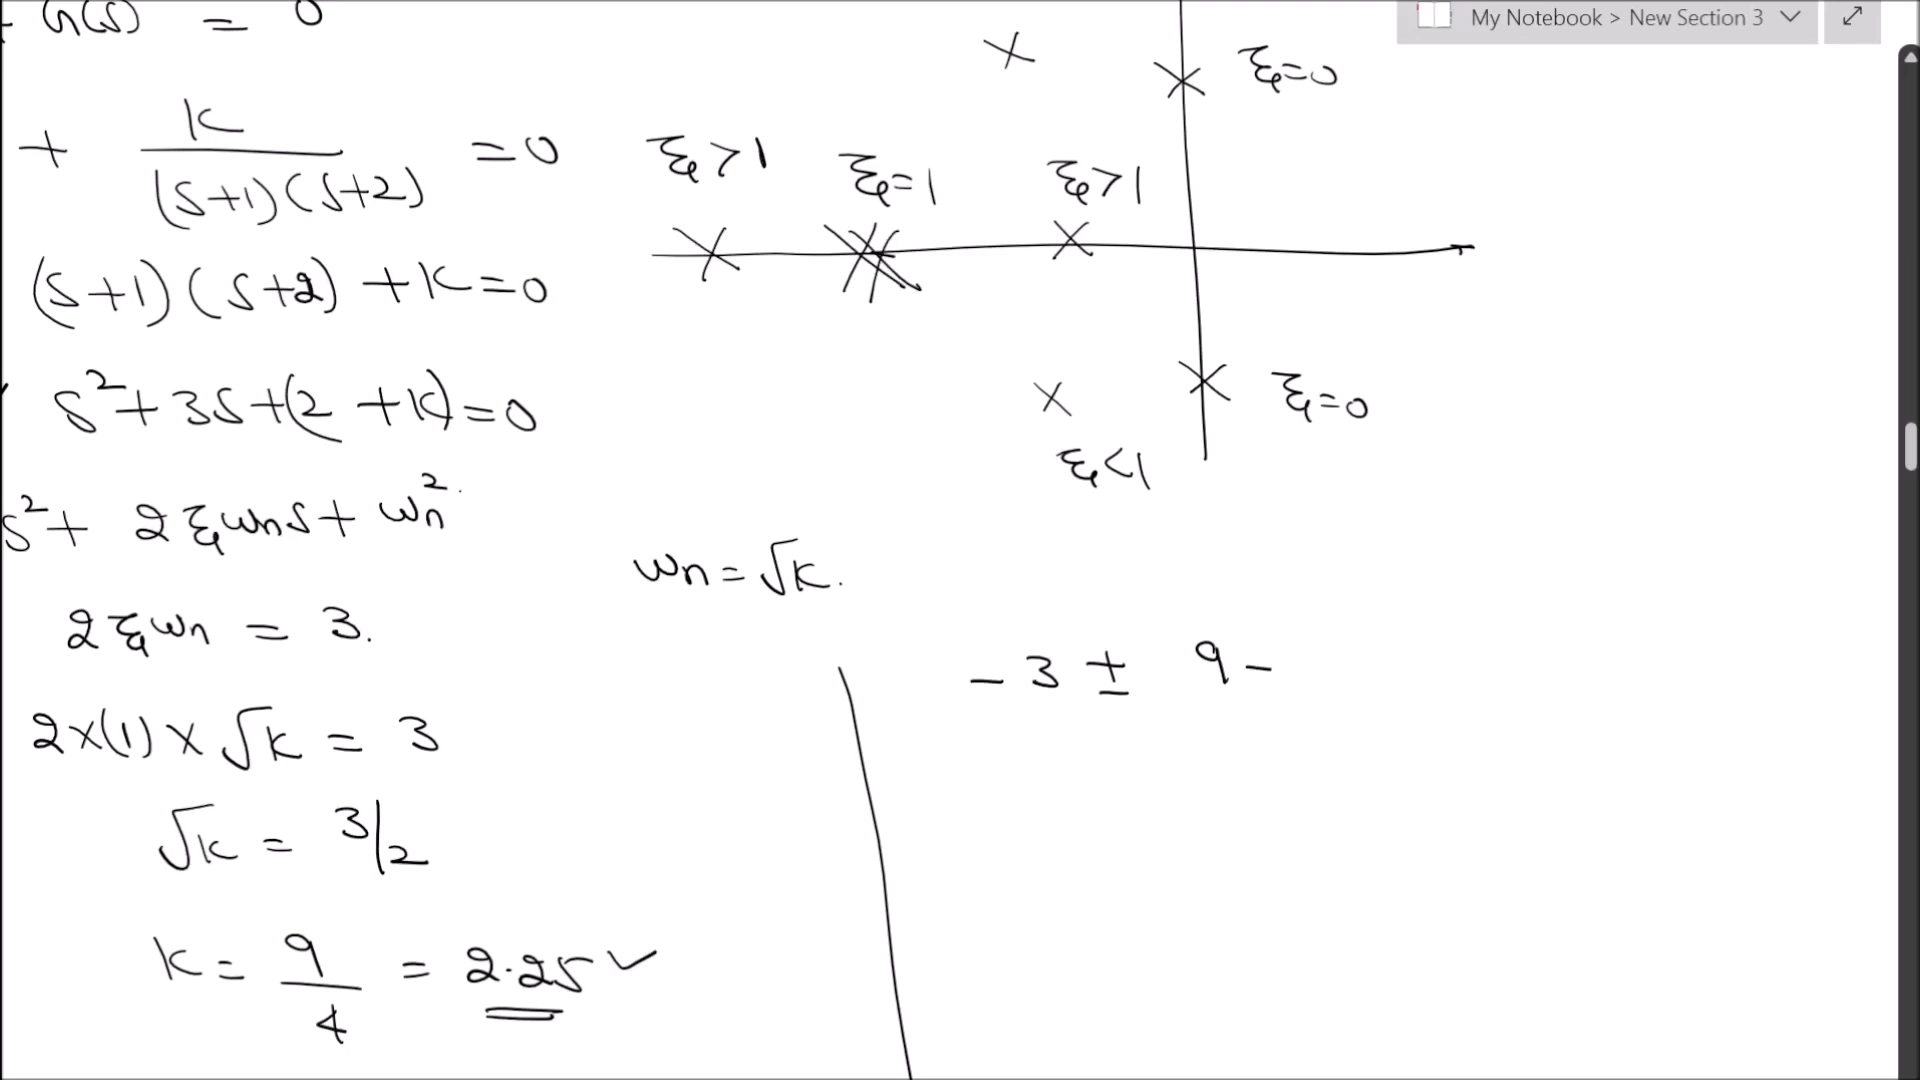 My Notebook > New Section 3
G(s) = 0
+ K / (s+1)(s+2) = 0
(s+1)(s+2) + K = 0
s² + 3s + (2 + K) = 0
s² + 2ξωns + ωn²
2ξωn = 3.
2×(1)×√K = 3
√K = 3/2
K = 9/4 = 2.25 ✓
ξ=0
ξ>1
ξ=1
ξ>1
ξ=0
ξ<1
ωn = √K.
- 3 ± 9 -